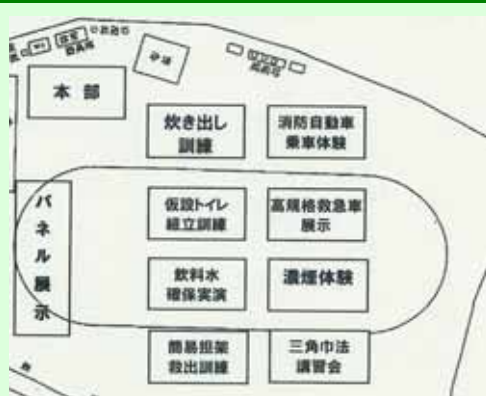 本部
炊き出し
訓練
消防自動車
乗車体験
パネル展示
仮設トイレ
組立訓練
高規格救急車
展示
飲料水
確保実演
濃煙体験
簡易担架
救出訓練
三角巾法
講習会